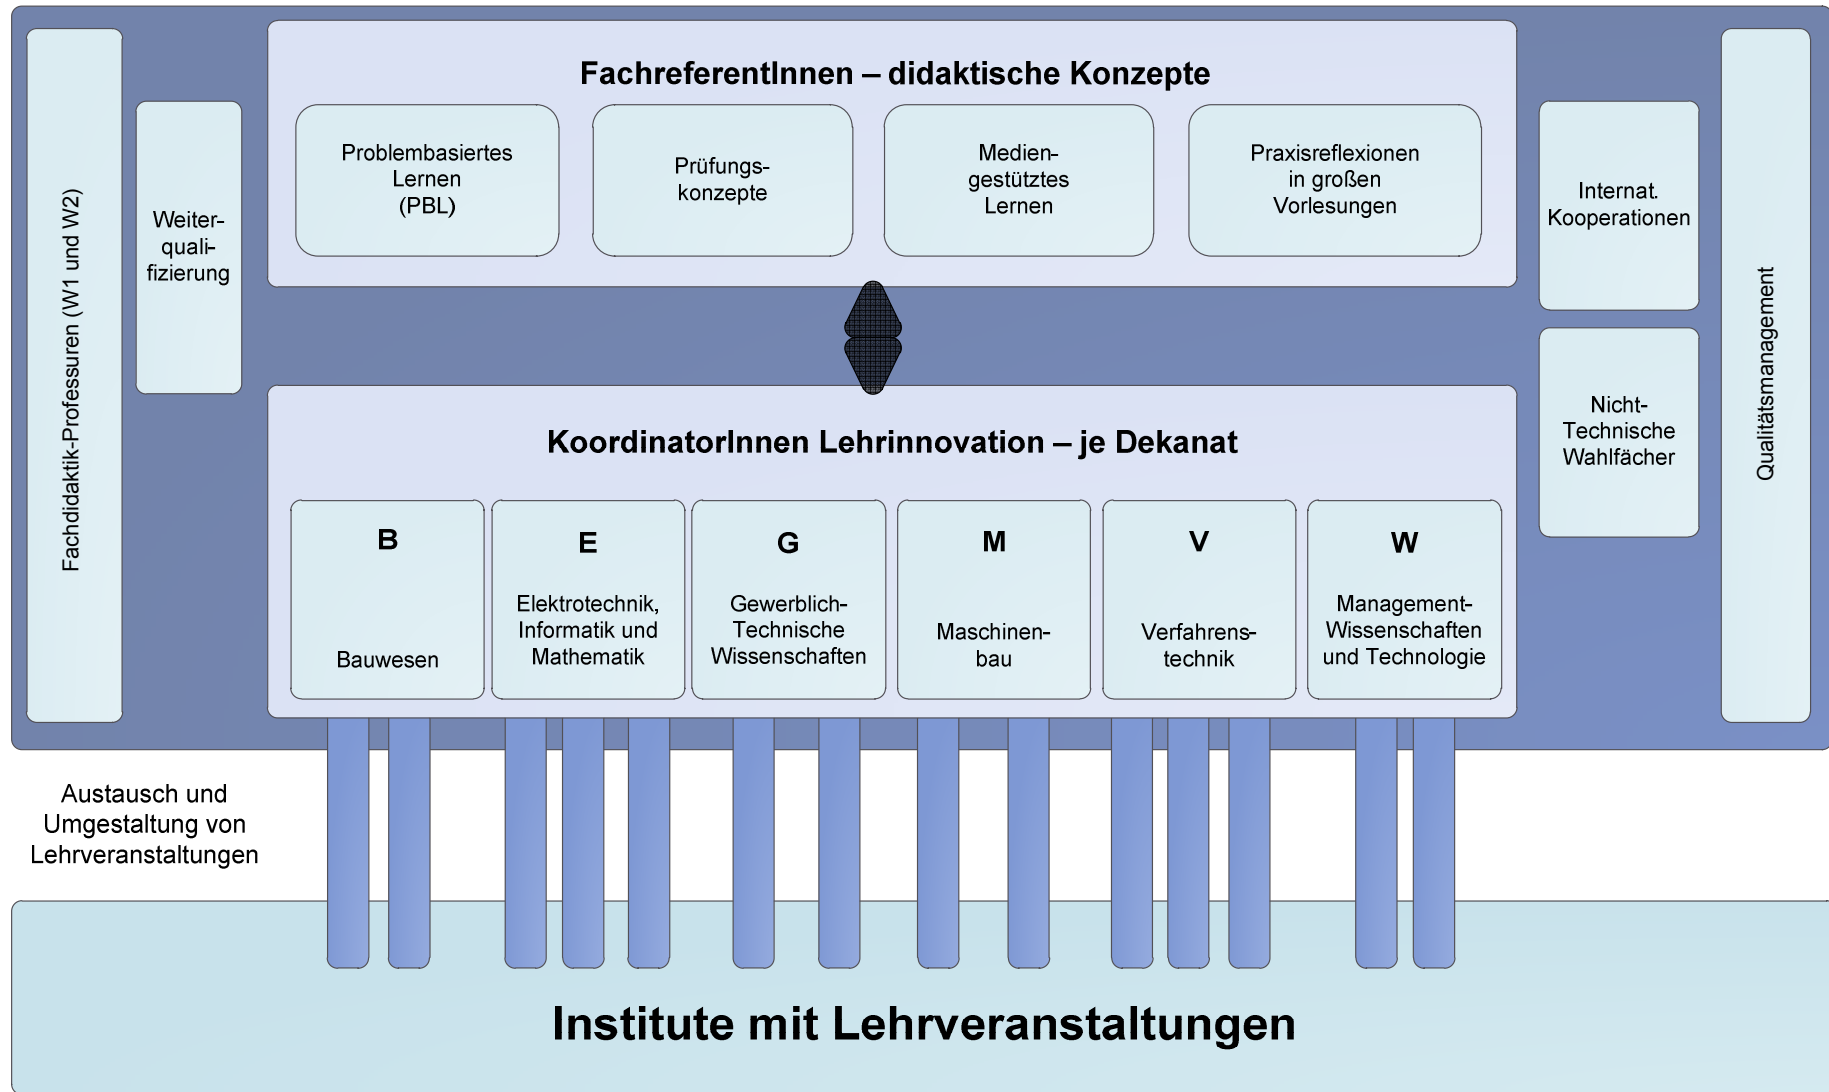 Fachdidaktik-Professuren (W1 und W2)
Weiter-
quali-
fizierung
FachreferentInnen – didaktische Konzepte
Problembasiertes
Lernen
(PBL)
Prüfungs-
konzepte
Medien-
gestütztes
Lernen
Praxisreflexionen
in großen
Vorlesungen
Internat.
Kooperationen
Nicht-
Technische
Wahlfächer
Qualitätsmanagement
KoordinatorInnen Lehrinnovation – je Dekanat
B
Bauwesen
E
Elektrotechnik,
Informatik und
Mathematik
G
Gewerblich-
Technische
Wissenschaften
M
Maschinen-
bau
V
Verfahrens-
technik
W
Management-
Wissenschaften
und Technologie
Austausch und
Umgestaltung von
Lehrveranstaltungen
Institute mit Lehrveranstaltungen